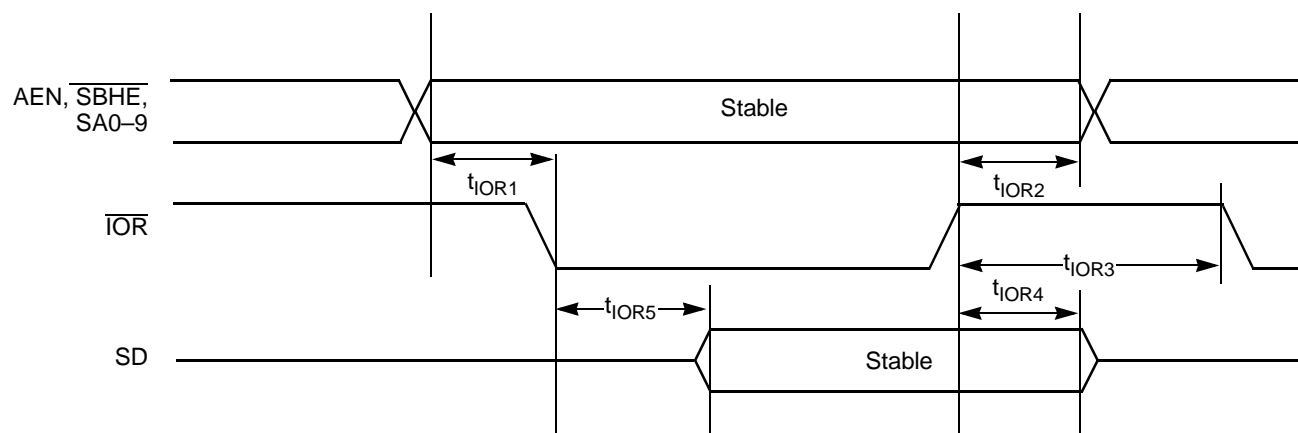 AEN, SBHE,
SA0–9
Stable
tIOR1
tIOR2
IOR
tIOR3
tIOR4
tIOR5
SD
Stable